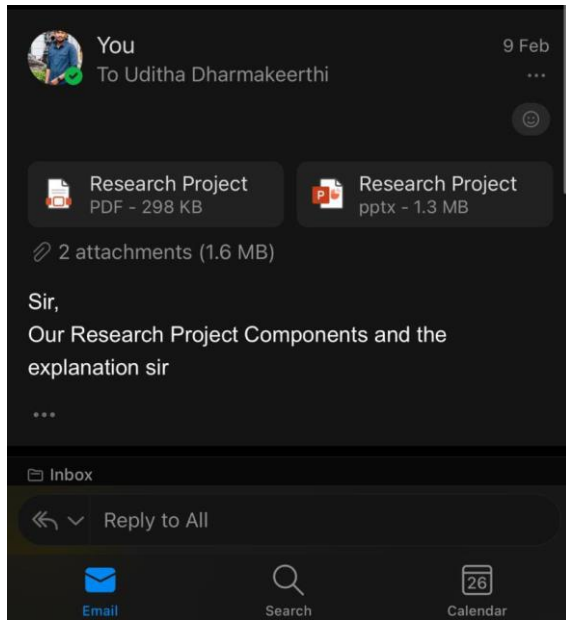 You
9 Feb
To Uditha Dharmakeerthi
Research Project
PDF - 298 KB
Research Project
pptx - 1.3 MB
2 attachments (1.6 MB)
Sir,
Our Research Project Components and the
explanation sir
Inbox
Reply to All
26
Email
Search
Calendar